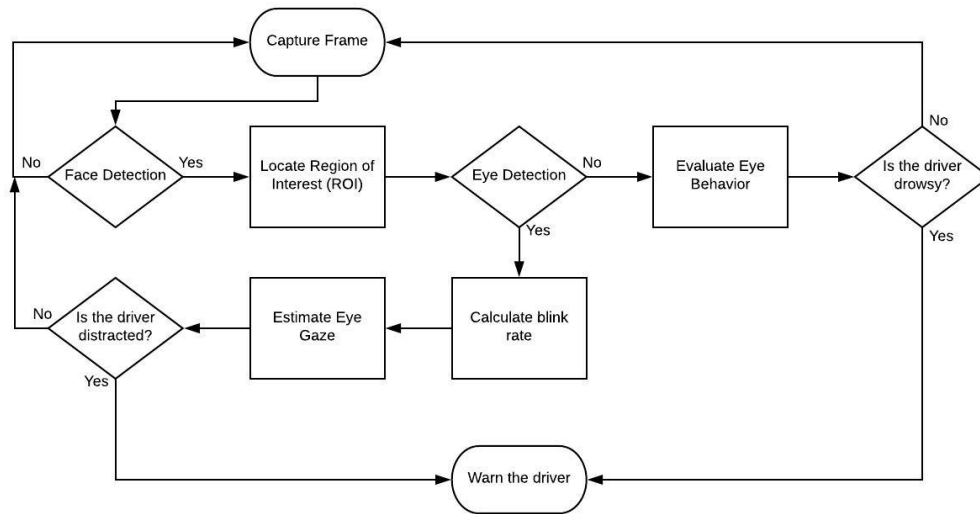 Capture Frame
No
No
Face Detection
Yes
Locate Region of
Interest (ROI)
Eye Detection
No
Evaluate Eye
Behavior
Is the driver
drowsy?
Yes
Yes
No
Is the driver
distracted?
Estimate Eye
Gaze
Calculate blink
rate
Yes
Warn the driver